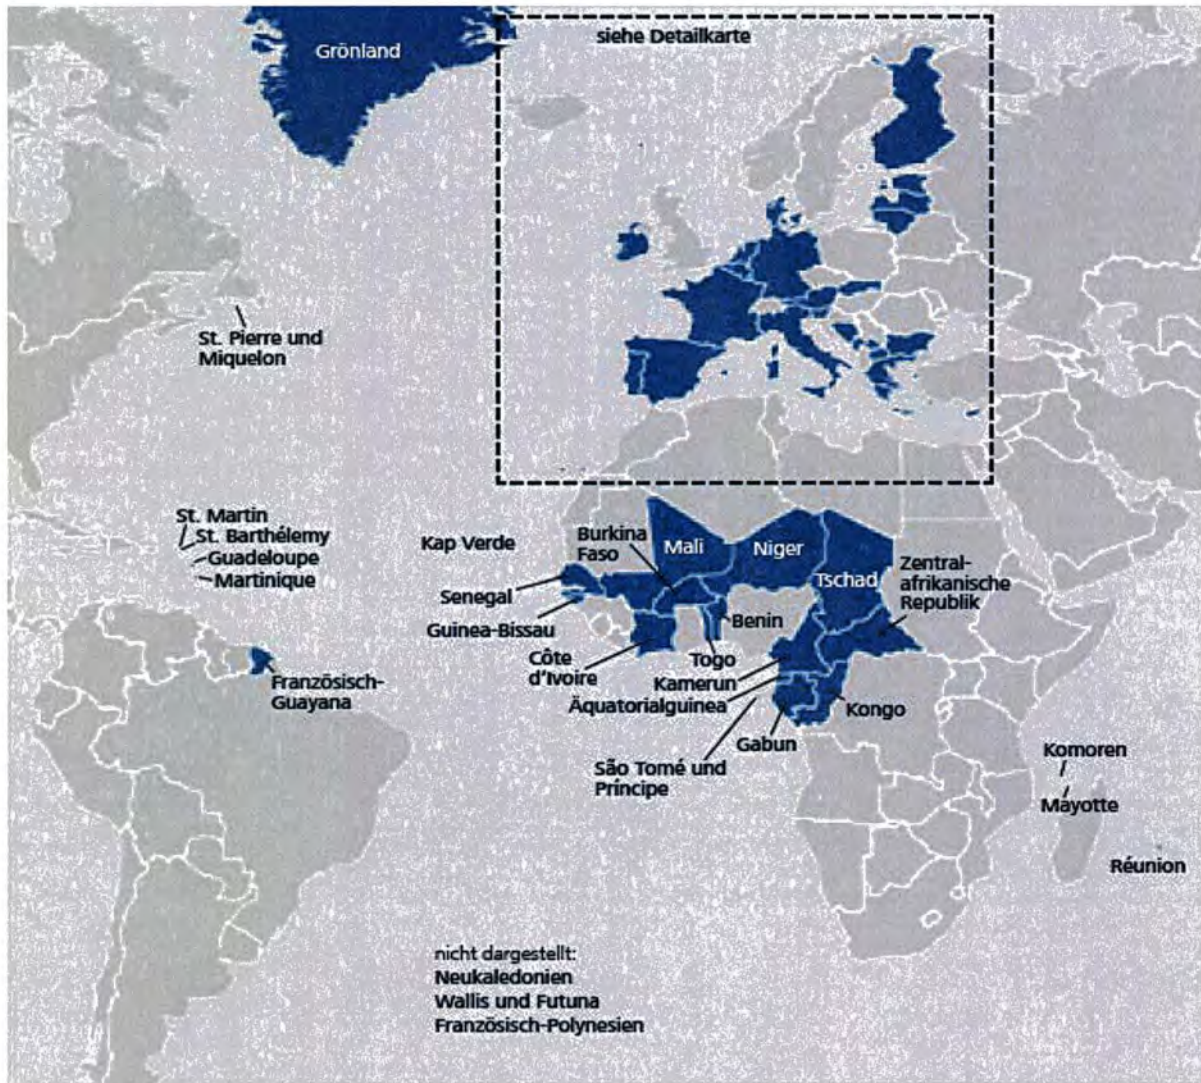 Grönland
siehe Detailkarte
St. Pierre und
Miquelon
St. Martin
St. Barthélemy
Guadeloupe
Martinique
Kap Verde
Burkina
Faso
Mali
Niger
Tschad
Zentral-
afrikanische
Republik
Senegal
Guinea-Bissau
Benin
Côte
d'Ivoire
Togo
Kamerun
Äquatorialguinea
Französisch-
Guayana
Kongo
Gabun
São Tomé und
Príncipe
Komoren
Mayotte
Réunion
nicht dargestellt:
Neukaledonien
Wallis und Futuna
Französisch-Polynesien